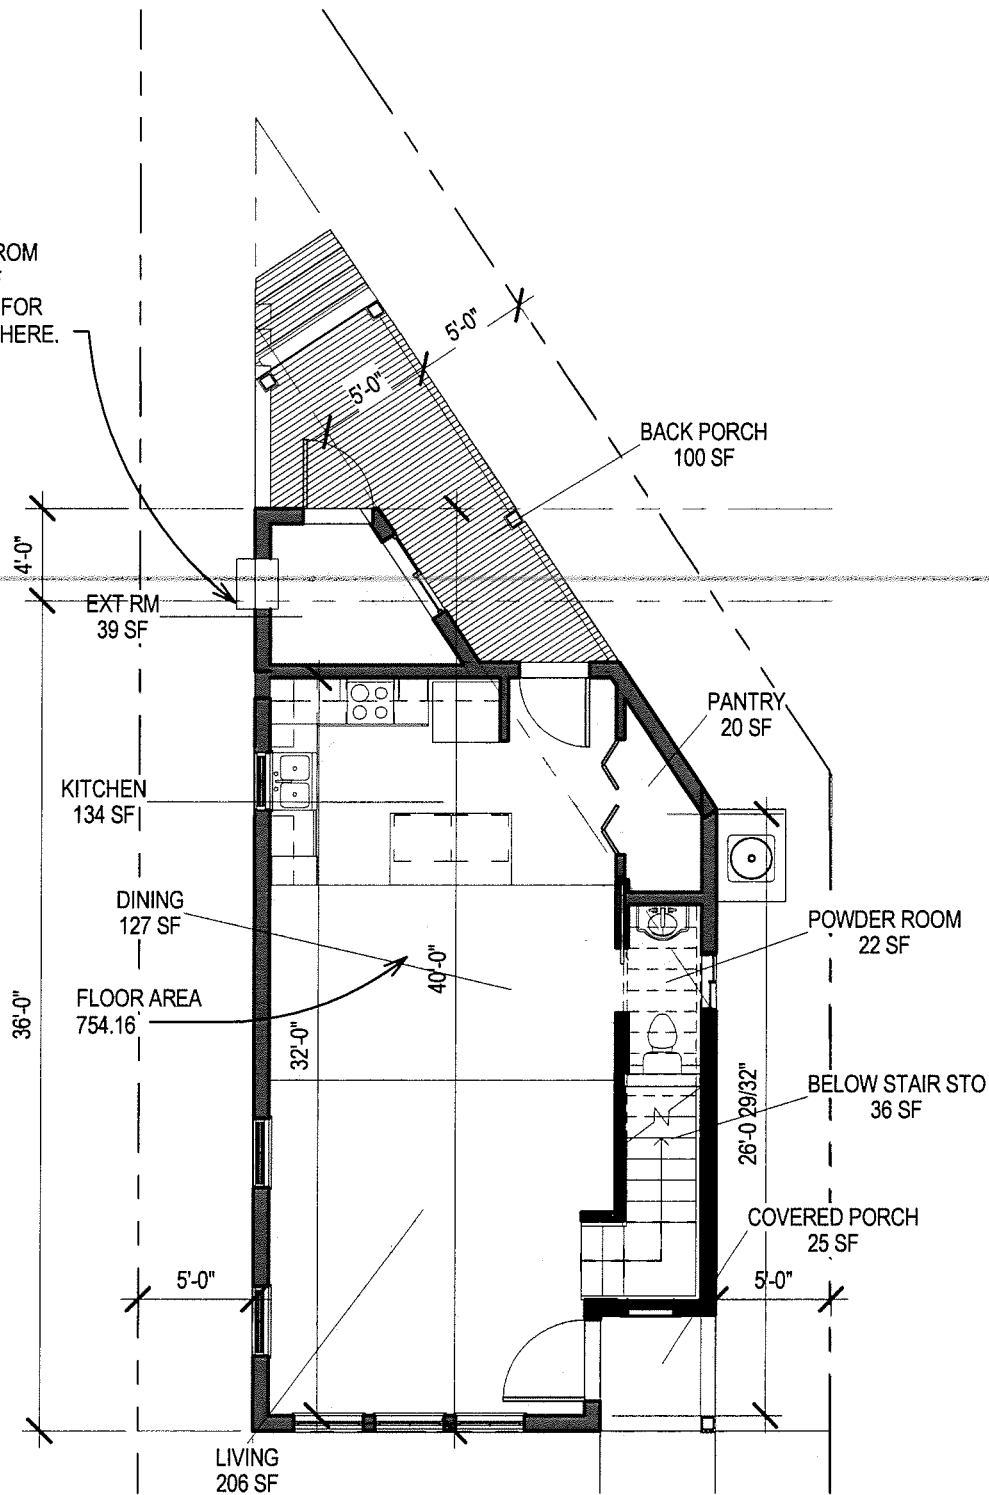 ROM
FOR
HERE.
5'-0"
5'-0"
BACK PORCH
100 SF
4'-0"
EXT RM
39 SF
PANTRY
20 SF
KITCHEN
134 SF
DINING
127 SF
POWDER ROOM
22 SF
40'-0"
FLOOR AREA
754.16
36'-0"
32'-0"
BELOW STAIR STO
36 SF
26'-0 29/32"
COVERED PORCH
25 SF
5'-0"
5'-0"
LIVING
206 SF